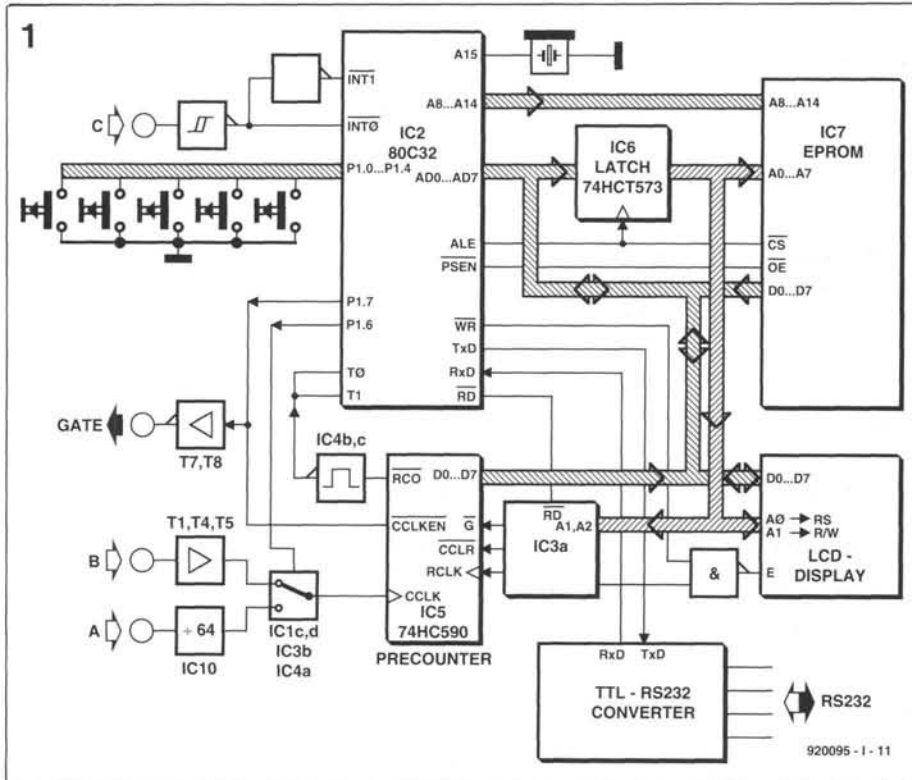 1
A15
INT1
A8...A14
A8...A14
C
INTØ
IC2
80C32
IC6
LATCH
74HCT573
IC7
EPROM
P1.0...P1.4
AD0...AD7
A0...A7
ALE
CS
PSEN
OE
D0...D7
P1.7
P1.6
WR
TxD
TØ
RxD
T1
RD
GATE
T7,T8
IC4b,c
RCO
D0...D7
D0...D7
T1,T4,T5
CCLKEN
G
RD
A1,A2
AØ → RS
A1 → R/W
B
CCLR
IC3a
LCD -
DISPLAY
RCLK
&
E
CCLK
A
÷ 64
IC5
74HC590
IC10
IC1c,d
IC3b
IC4a
PRECOUNTER
RxD
TxD
TTL - RS232
CONVERTER
RS232
920095 - I - 11